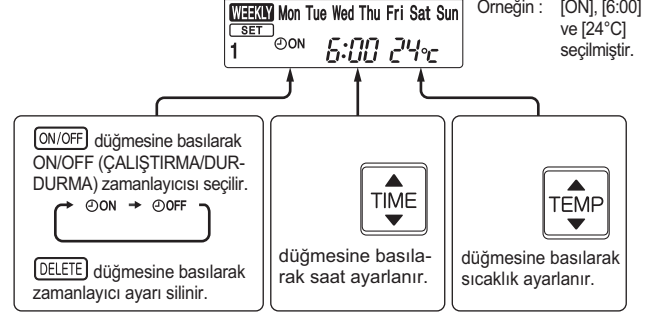 WEEKLY Mon Tue Wed Thu Fri Sat Sun
SET
1 ON 6:00 24°C
Örneğin : [ON], [6:00]
ve [24°C]
seçilmiştir.
ON/OFF düğmesine basılarak
ON/OFF (ÇALIŞTIRMA/DUR-
DURMA) zamanlayıcısı seçilir.
ON OFF
DELETE düğmesine basılarak
zamanlayıcı ayarı silinir.
TIME
düğmesine basıla-
rak saat ayarlanır.
TEMP
düğmesine basılarak
sıcaklık ayarlanır.